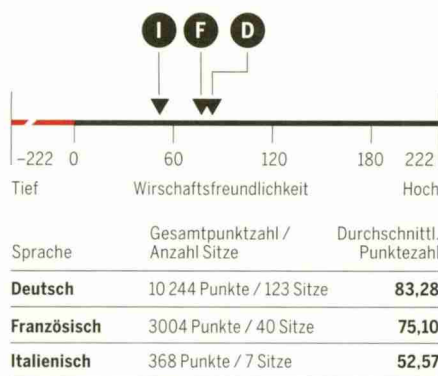 I F D
-222 0 60 120 180 222
Tief Wirtschaftsfreundlichkeit Hoch
Gesamtpunktzahl / Durchschnittl.
Sprache Anzahl Sitze Punktezahl
Deutsch 10 244 Punkte / 123 Sitze 83,28
Französisch 3004 Punkte / 40 Sitze 75,10
Italienisch 368 Punkte / 7 Sitze 52,57